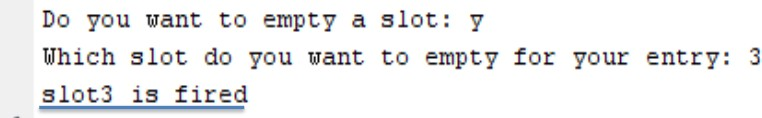 Do you want to empty a slot: y
Which slot do you want to empty for your entry: 3
slot3 is fired